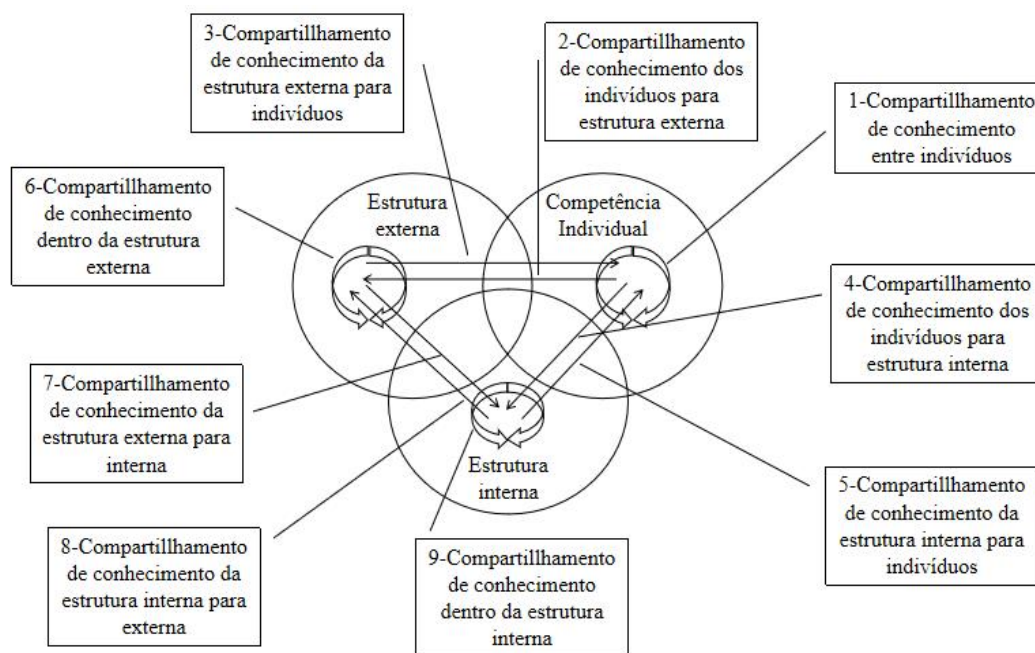 3-Compartillhamento
de conhecimento da
estrutura externa para
indivíduos
2-Compartillhamento
de conhecimento dos
indivíduos para
estrutura externa
1-Compartillhamento
de conhecimento
entre indivíduos
6-Compartillhamento
de conhecimento
dentro da estrutura
externa
Estrutura
externa
Competência
Individual
4-Compartillhamento
de conhecimento dos
indivíduos para
estrutura interna
7-Compartillhamento
de conhecimento da
estrutura externa para
interna
Estrutura
interna
5-Compartillhamento
de conhecimento da
estrutura interna para
indivíduos
8-Compartillhamento
de conhecimento da
estrutura interna para
externa
9-Compartillhamento
de conhecimento
dentro da estrutura
interna